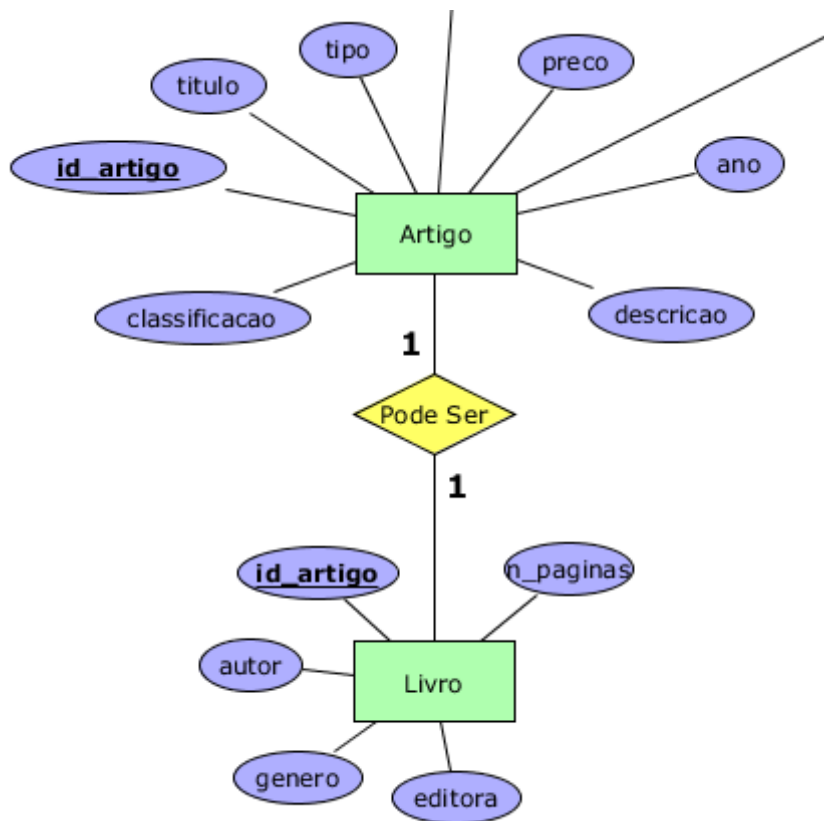 tipo
preco
titulo
id_artigo
ano
Artigo
classificacao
descricao
1
Pode Ser
1
id_artigo
n_paginas
autor
Livro
genero
editora